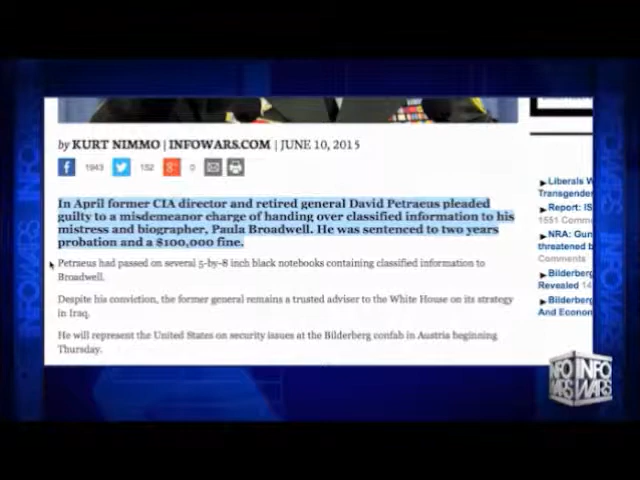 by KURT NIMMO | INFOWARS.COM | JUNE 10, 2015
1943 152 0
In April former CIA director and retired general David Petraeus pleaded
guilty to a misdemeanor charge of handing over classified information to his
mistress and biographer, Paula Broadwell. He was sentenced to two years
probation and a $100,000 fine.
Petraeus had passed on several 5-by-8 inch black notebooks containing classified information to
Broadwell.
Despite his conviction, the former general remains a trusted adviser to the White House on its strategy
in Iraq.
He will represent the United States on security issues at the Bilderberg confab in Austria beginning
Thursday.
Liberals W
Transgender
Report: IS
1551 Comm
NRA: Gun
threatened b
Comments
Bilderberg
Revealed 14
Bilderberg
And Econom
INFO WARS
INFO WARS
INFOWARS